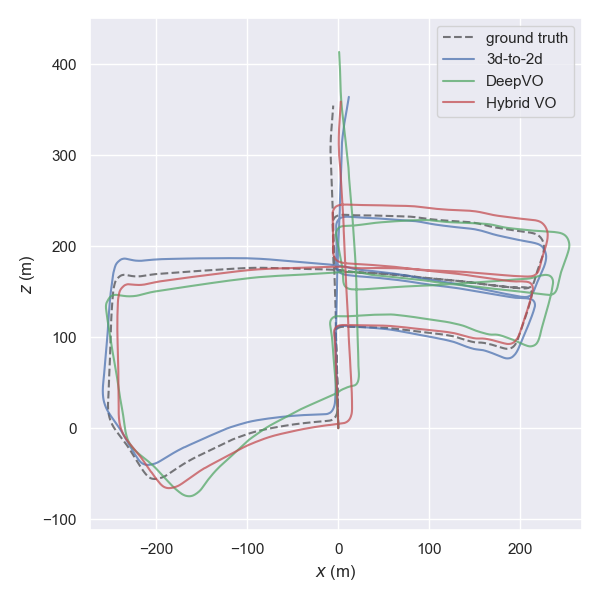 ground truth
3d-to-2d
DeepVO
Hybrid VO
400
300
200
100
0
−100
z (m)
−200
−100
0
100
200
x (m)